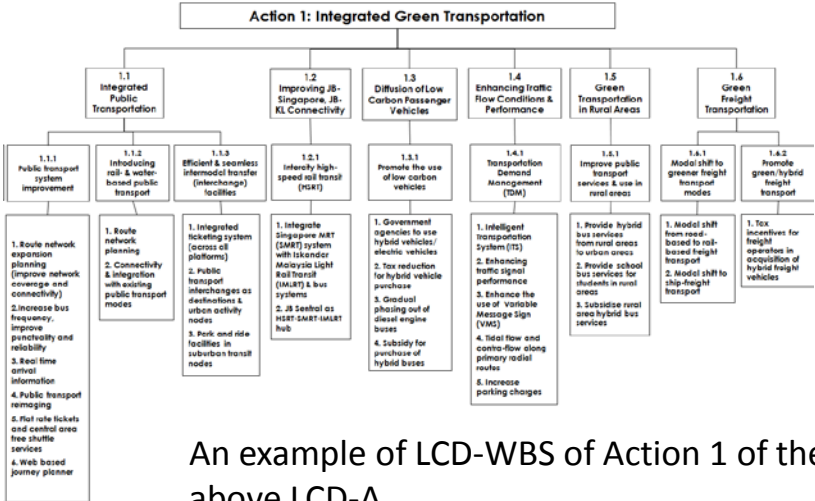 Action 1: Integrated Green Transportation
1.1
Integrated
Public
Transportation
1.2
Improving JB-
Singapore, JB-
KL Connectivity
1.3
Diffusion of Low
Carbon Passenger
Vehicles
1.4
Enhancing Traffic
Flow Conditions &
Performance
1.5
Green
Transportation
in Rural Areas
1.6
Green
Freight
Transportation
1.1.1
Public transport
system
improvement
1.1.2
Introducing
rail- & water-
based public
transport
1.1.3
Efficient & seamless
intermodel transfer
(interchange)
facilities
1.2.1
Intercity high-
speed rail transit
(HSRT)
1.3.1
Promote the use
of low carbon
vehicles
1.4.1
Transportation
Demand
Management
(TDM)
1.5.1
Improve public
transport
services & use in
rural areas
1.6.1
Modal shift to
greener freight
transport
modes
1.6.2
Promote
green/hybrid
freight
transport
1. Route network
expansion
planning
(improve network
coverage and
connectivity)
2.Increase bus
frequency,
improve
punctuality and
reliability
3. Real time
arrival
information
4. Public transport
reimaging
5. Flat rate tickets
and central area
free shuttle
services
6. Web based
journey planner
1. Route
network
planning
2. Connectivity
& integration
with existing
public transport
modes
1. Integrated
ticketing system
(across all
platforms)
2. Public
transport
interchanges as
destinations &
urban activity
nodes
3. Park and ride
facilities in
suburban transit
nodes
1. Integrate
Singapore MRT
(SMRT) system
with Iskandar
Malaysia Light
Rail Transit
(IMLRT) & bus
systems
2. JB Sentral as
HSRT-SMRT-IMLRT
hub
1. Government
agencies to use
hybrid vehicles/
electric vehicles
2. Tax reduction
for hybrid vehicle
purchase
3. Gradual
phasing out of
diesel engine
buses
4. Subsidy for
purchase of
hybrid buses
1. Intelligent
Transportation
System (ITS)
2. Enhancing
traffic signal
performance
3. Enhance the
use of Variable
Message Sign
(VMS)
4. Tidal flow and
contra-flow along
primary radial
routes
5. Increase
parking charges
1. Provide hybrid
bus services
from rural areas
to urban areas
2. Provide school
bus services for
students in rural
areas
3. Subsidise rural
area hybrid bus
services
1. Modal shift
from road-
based to rail-
based freight
transport
2. Modal shift to
ship-freight
transport
1. Tax
incentives for
freight
operators in
acquisition of
hybrid freight
vehicles
An example of LCD-WBS of Action 1 of the
above LCD-A